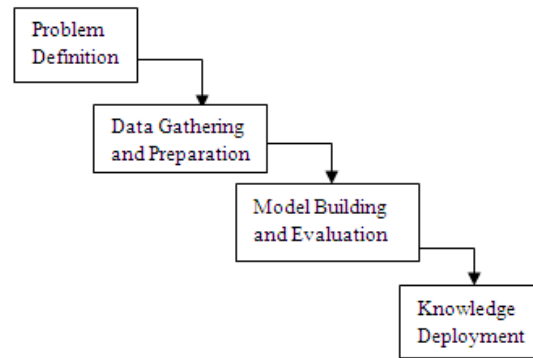 Problem
Definition
Data Gathering
and Preparation
Model Building
and Evaluation
Knowledge
Deployment